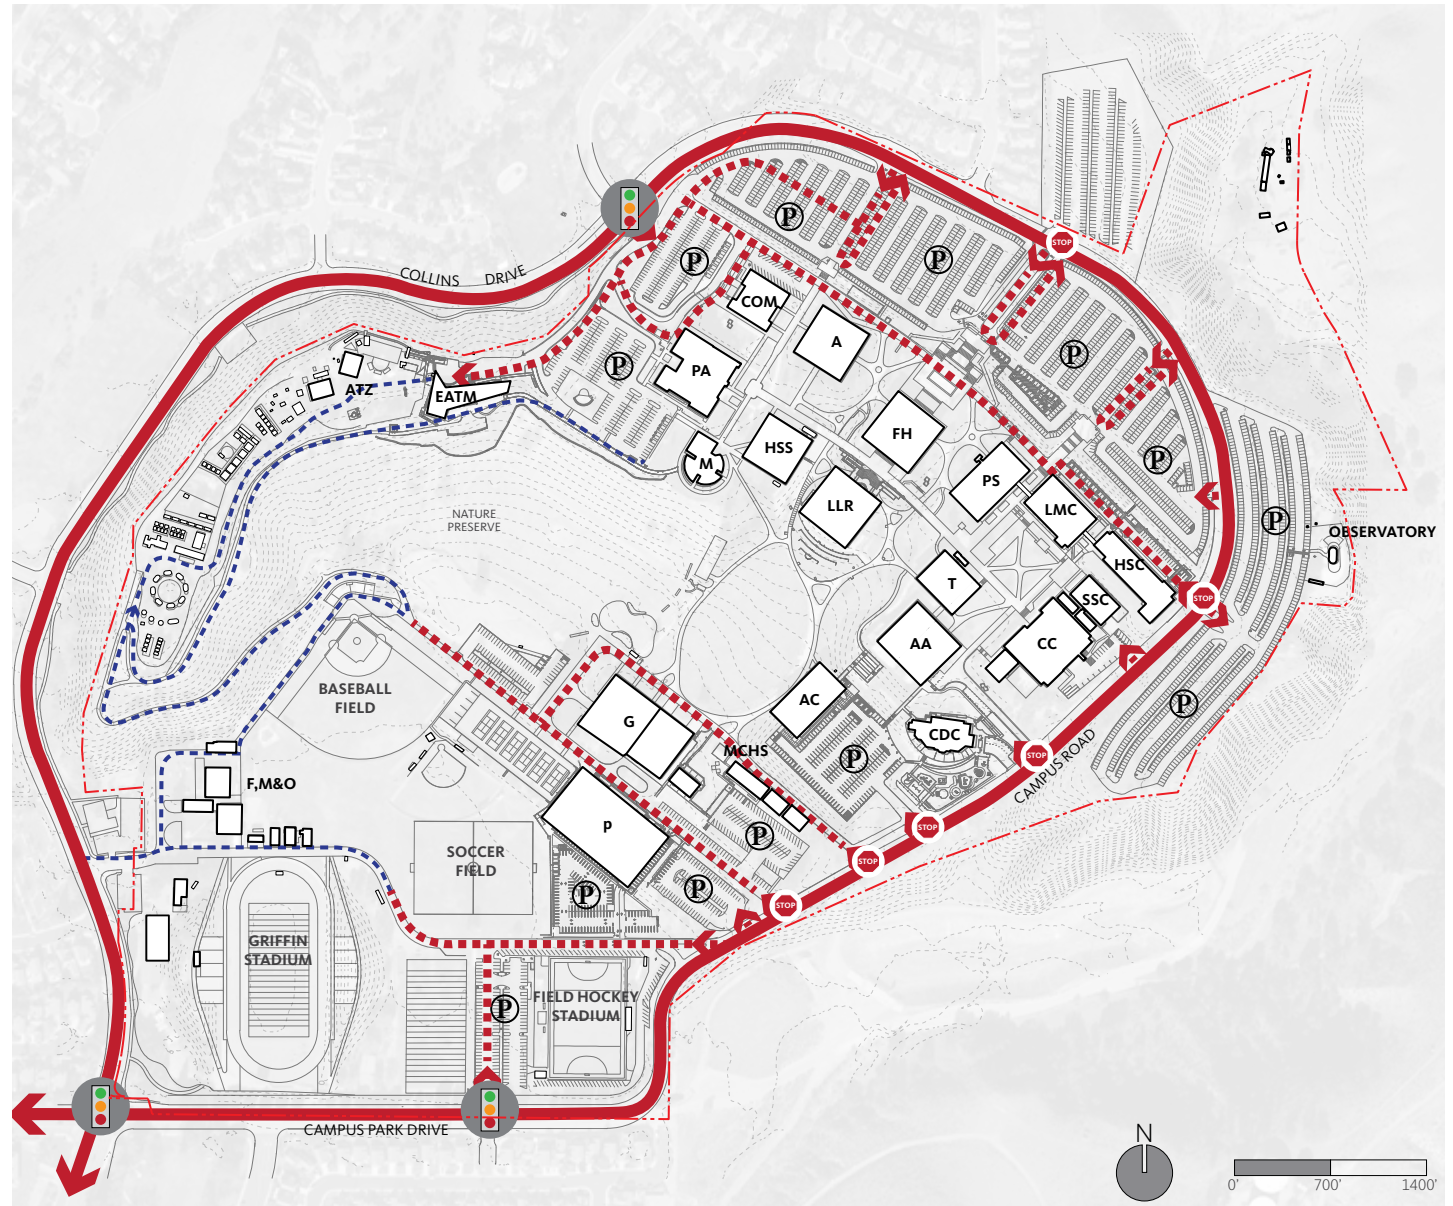 STOP
P
COLLINS DRIVE
P
P
COM
A
P
P
PA
ATZ
EATM
FH
HSS
M
P
PS
LLR
LMC
P
NATURE
PRESERVE
OBSERVATORY
HSC
T
SSC
STOP
AA
CC
BASEBALL
FIELD
AC
P
G
CDC
MCHS
STOP
P
CAMPUS ROAD
F,M&O
P
STOP
P
SOCCER
FIELD
STOP
P
P
STOP
GRIFFIN
STADIUM
P
FIELD HOCKEY
STADIUM
CAMPUS PARK DRIVE
N
0' 700' 1400'